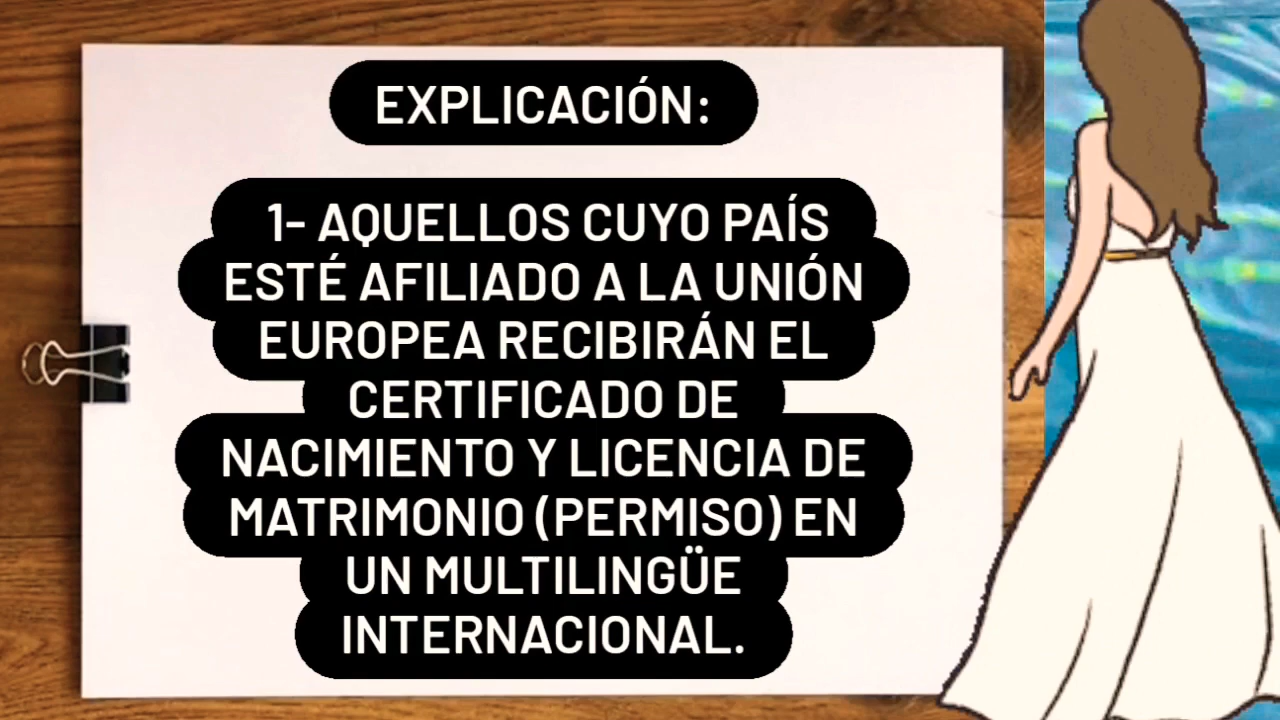 EXPLICACIÓN:
1- AQUELLOS CUYO PAÍS
ESTÉ AFILIADO A LA UNIÓN
EUROPEA RECIBIRÁN EL
CERTIFICADO DE
NACIMIENTO Y LICENCIA DE
MATRIMONIO (PERMISO) EN
UN MULTILINGÜE
INTERNACIONAL.